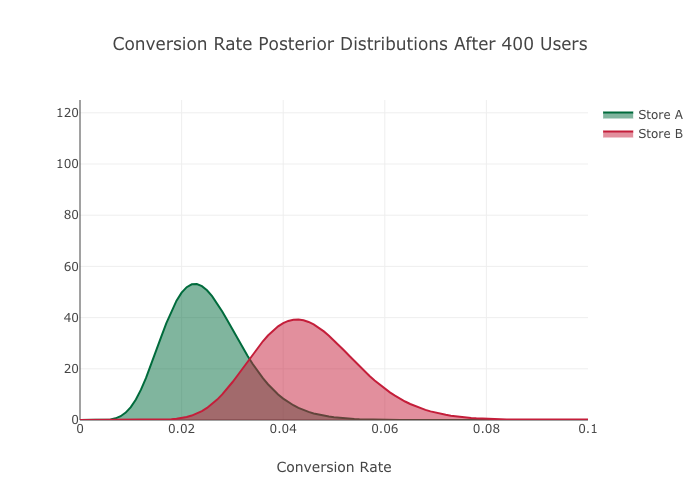 Conversion Rate Posterior Distributions After 400 Users
120
100
80
60
40
20
0
0 0.02 0.04 0.06 0.08 0.1
Conversion Rate
Store A
Store B